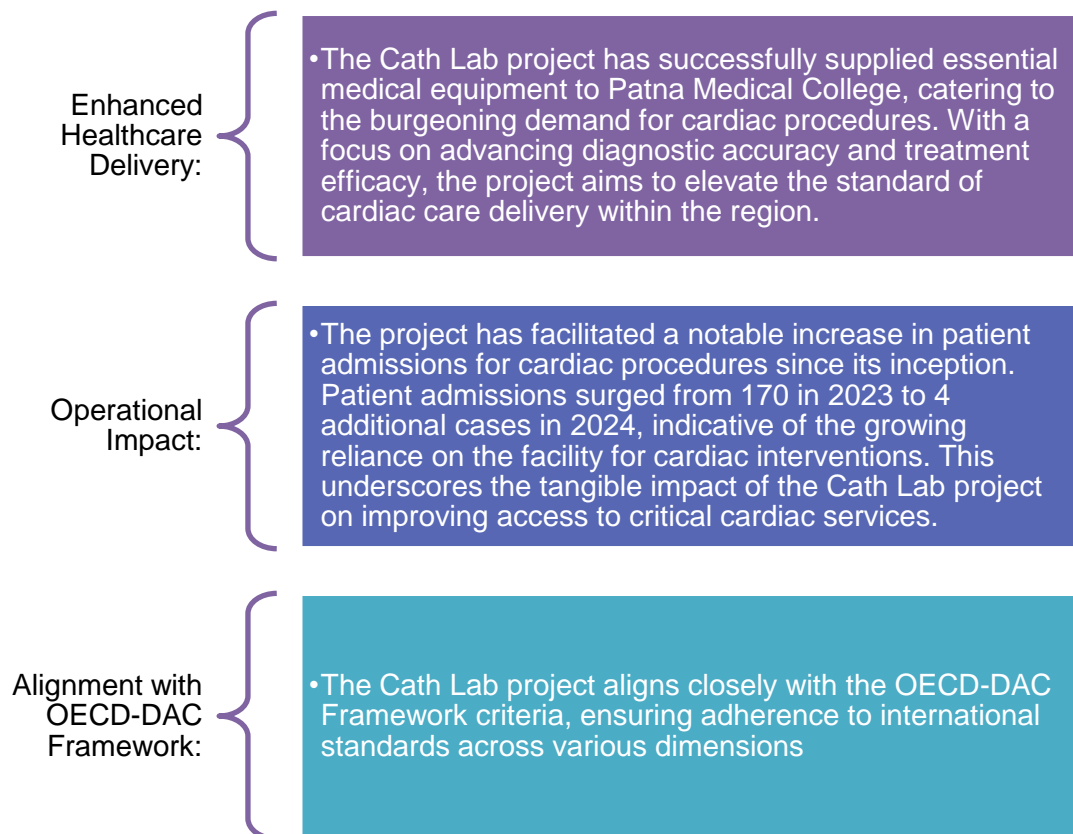 Enhanced
Healthcare
Delivery:
•The Cath Lab project has successfully supplied essential
medical equipment to Patna Medical College, catering to
the burgeoning demand for cardiac procedures. With a
focus on advancing diagnostic accuracy and treatment
efficacy, the project aims to elevate the standard of
cardiac care delivery within the region.
Operational
Impact:
•The project has facilitated a notable increase in patient
admissions for cardiac procedures since its inception.
Patient admissions surged from 170 in 2023 to 4
additional cases in 2024, indicative of the growing
reliance on the facility for cardiac interventions. This
underscores the tangible impact of the Cath Lab project
on improving access to critical cardiac services.
Alignment with
OECD-DAC
Framework:
•The Cath Lab project aligns closely with the OECD-DAC
Framework criteria, ensuring adherence to international
standards across various dimensions